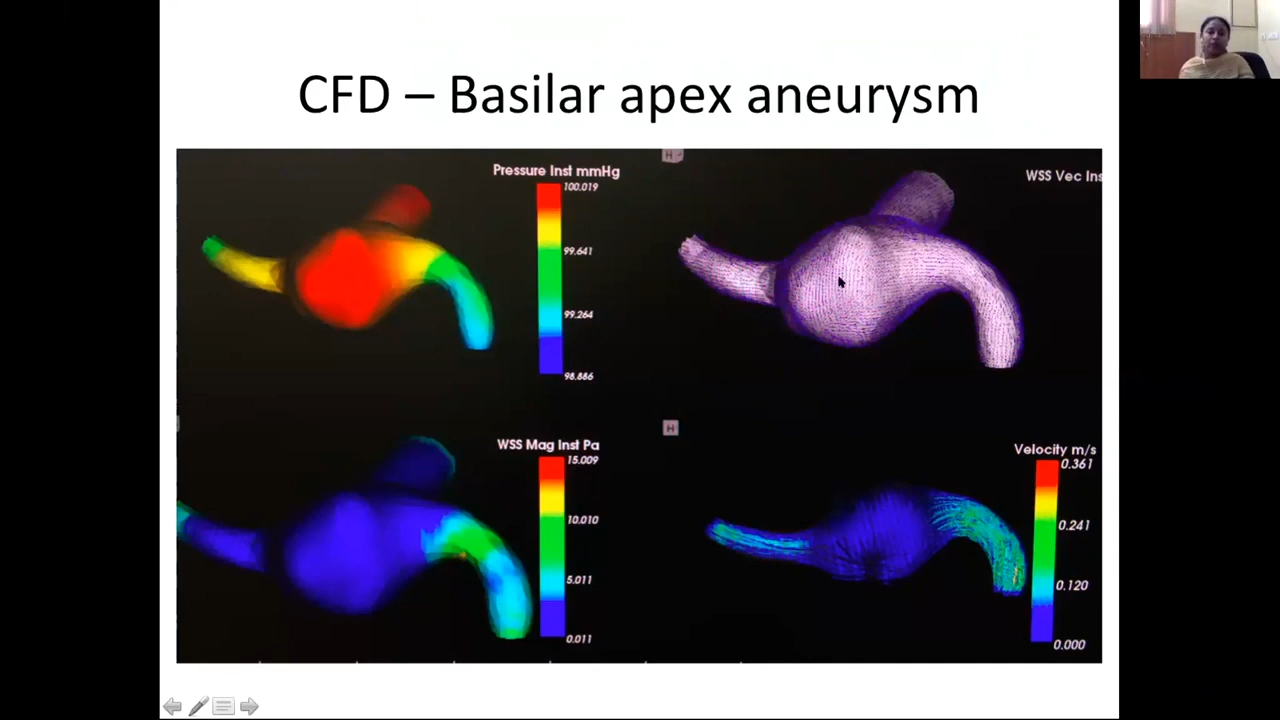 CFD – Basilar apex aneurysm
Pressure Inst mmHg
100.019
99.641
99.264
98.886
H
WSS Vec Ins
WSS Mag Inst Pa
15.009
10.010
5.011
0.011
H
Velocity m/s
0.361
0.241
0.120
0.000